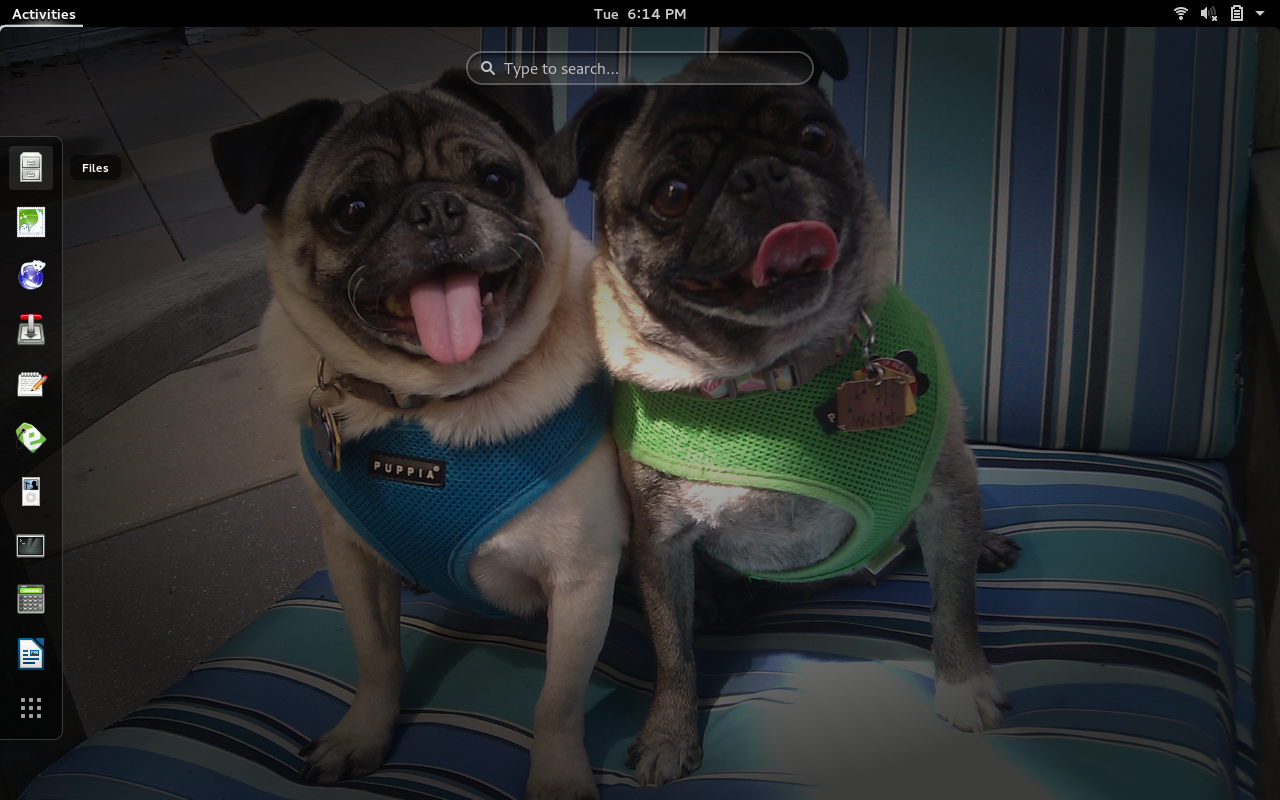 Activities
Tue 6:14 PM
Type to search...
Files
PUPPIA®